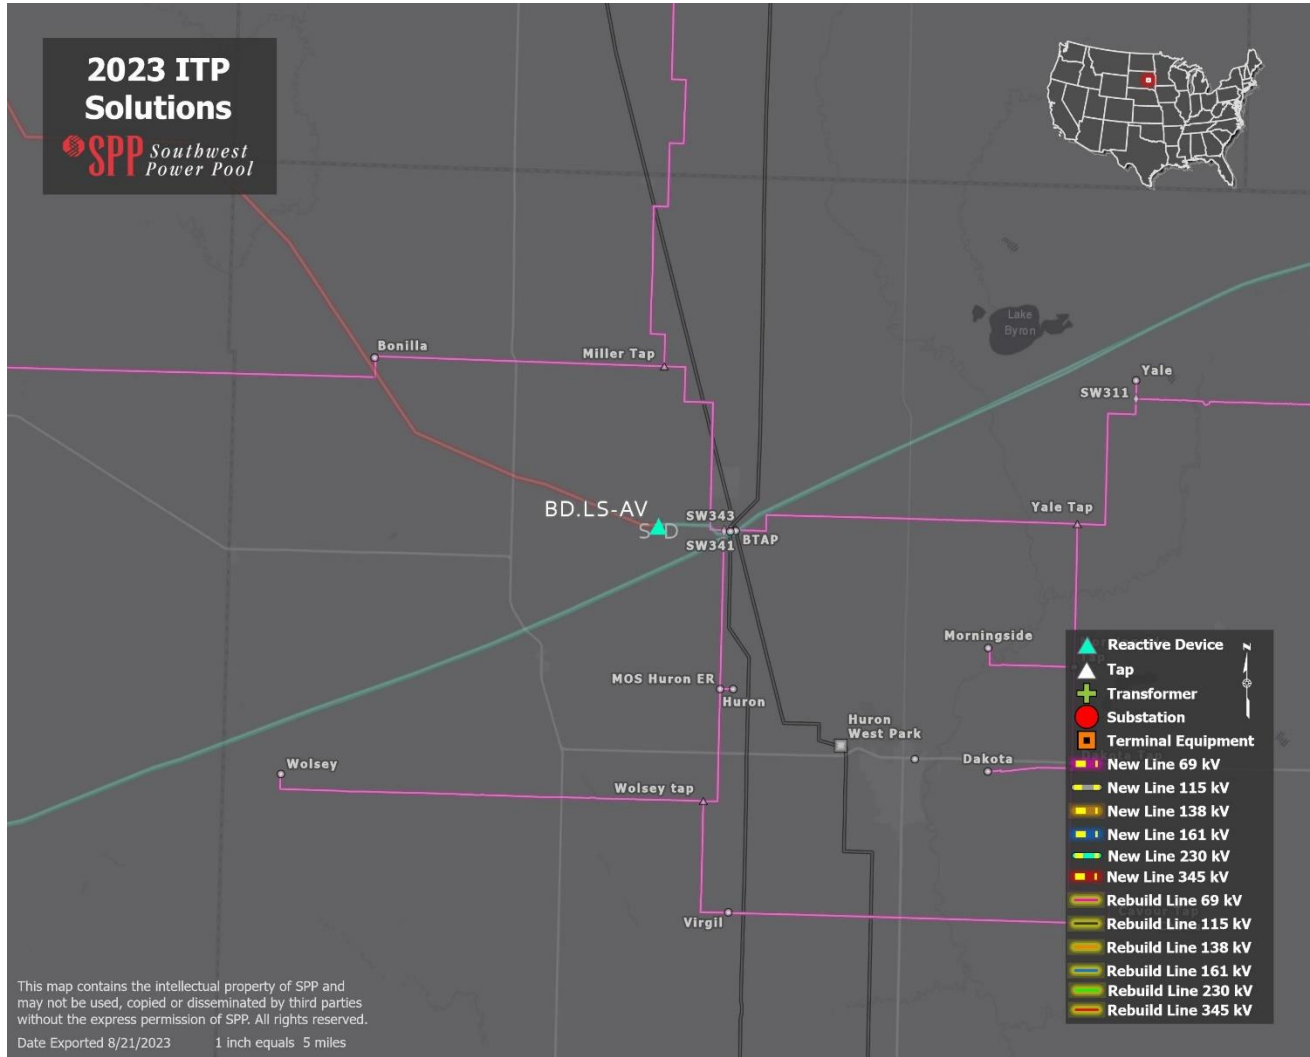 2023 ITP
Solutions
SPP Southwest
Power Pool
Lake
Byron
Bonilla
Miller Tap
Yale
SW311
BD.LS-AV
SW343
Yale Tap
S D
SW341
BTAP
Morningside
MOS Huron ER
Huron
Huron
West Park
Wolsey
Dakota
Wolsey tap
Virgil
N
Reactive Device
Tap
Transformer
Substation
Terminal Equipment
New Line 69 kV
New Line 115 kV
New Line 138 kV
New Line 161 kV
New Line 230 kV
New Line 345 kV
Rebuild Line 69 kV
Rebuild Line 115 kV
Rebuild Line 138 kV
Rebuild Line 161 kV
Rebuild Line 230 kV
Rebuild Line 345 kV
This map contains the intellectual property of SPP and
may not be used, copied or disseminated by third parties
without the express permission of SPP. All rights reserved.
Date Exported 8/21/2023 1 inch equals 5 miles